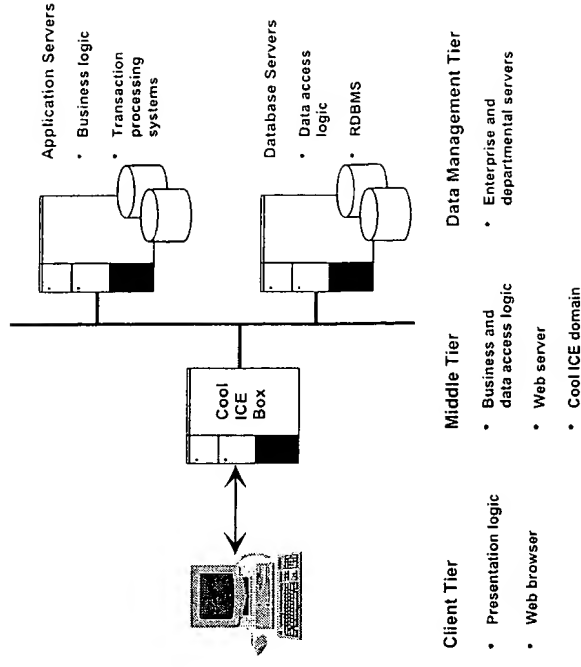 Application Servers
• Business logic
• Transaction
processing
systems
Cool
ICE
Box
Database Servers
• Data access
logic
• RDBMS
Client Tier
• Presentation logic
• Web browser
Middle Tier
• Business and
data access logic
• Web server
• Cool ICE domain
Data Management Tier
• Enterprise and
departmental servers